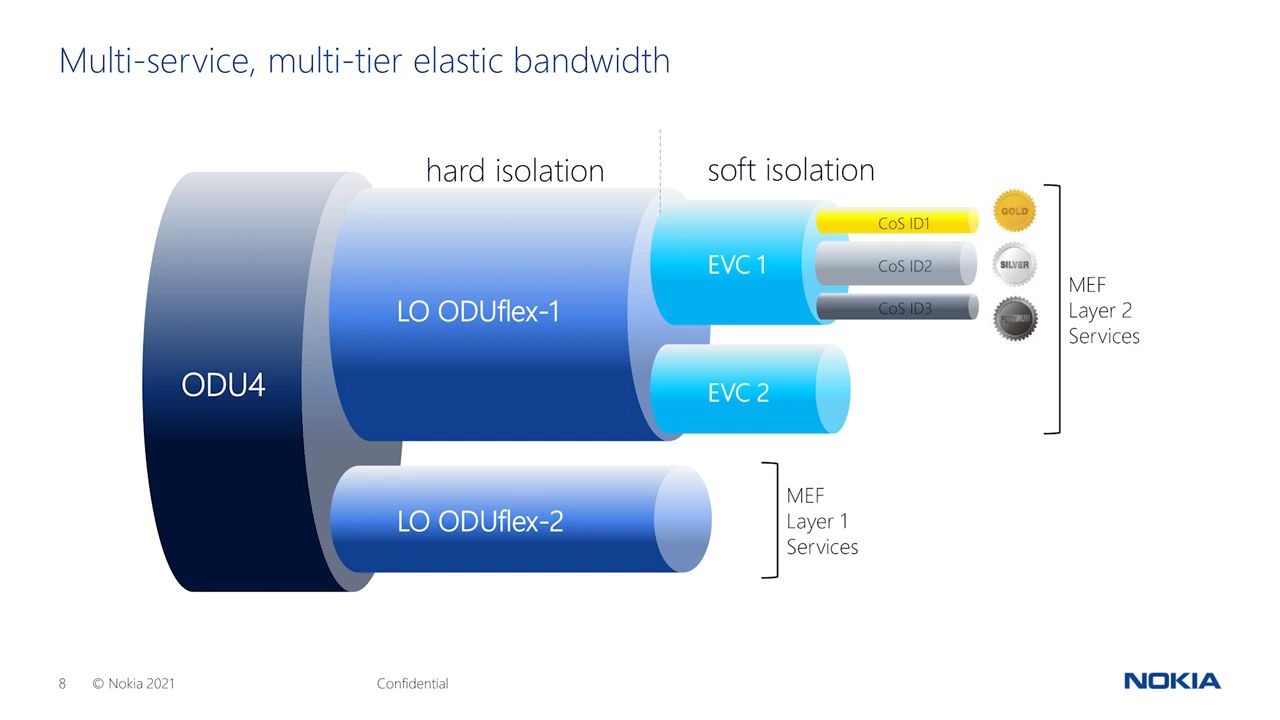 Multi-service, multi-tier elastic bandwidth
hard isolation
soft isolation
ODU4
LO ODUflex-1
LO ODUflex-2
EVC 1
EVC 2
CoS ID1
CoS ID2
CoS ID3
GOLD
SILVER
PLATINUM
MEF
Layer 2
Services
MEF
Layer 1
Services
8
© Nokia 2021
Confidential
NOKIA